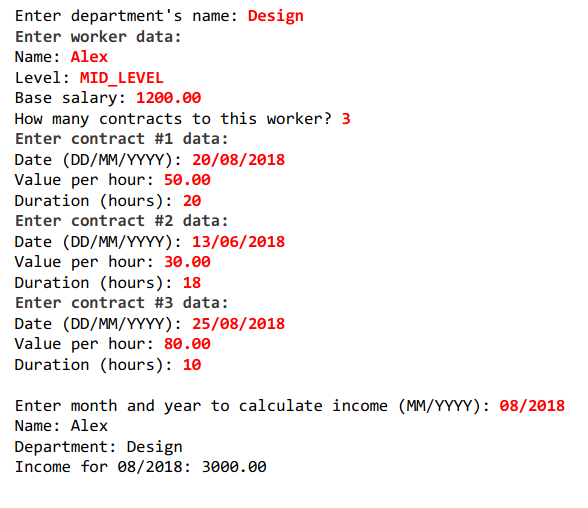 Enter department's name: Design
Enter worker data:
Name: Alex
Level: MID_LEVEL
Base salary: 1200.00
How many contracts to this worker? 3
Enter contract #1 data:
Date (DD/MM/YYYY): 20/08/2018
Value per hour: 50.00
Duration (hours): 20
Enter contract #2 data:
Date (DD/MM/YYYY): 13/06/2018
Value per hour: 30.00
Duration (hours): 18
Enter contract #3 data:
Date (DD/MM/YYYY): 25/08/2018
Value per hour: 80.00
Duration (hours): 10
Enter month and year to calculate income (MM/YYYY): 08/2018
Name: Alex
Department: Design
Income for 08/2018: 3000.00